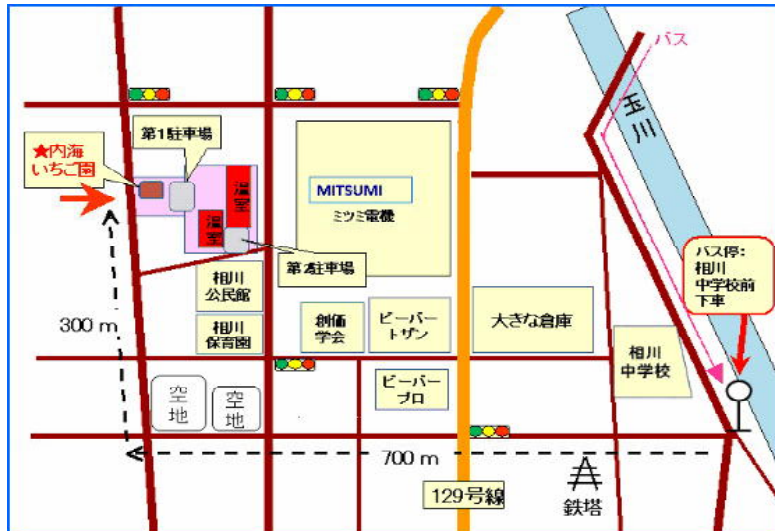 バス
玉川
第1駐車場
★内海
いちご園
温室
温室
MITSUMI
ミツミ電機
第2駐車場
バス停:
相川
中学校前
下車
相川
公民館
相川
保育園
創価
学会
ビーバー
トザン
大きな倉庫
相川
中学校
300 m
ビーバー
プロ
空地
空地
700 m
129号線
鉄塔